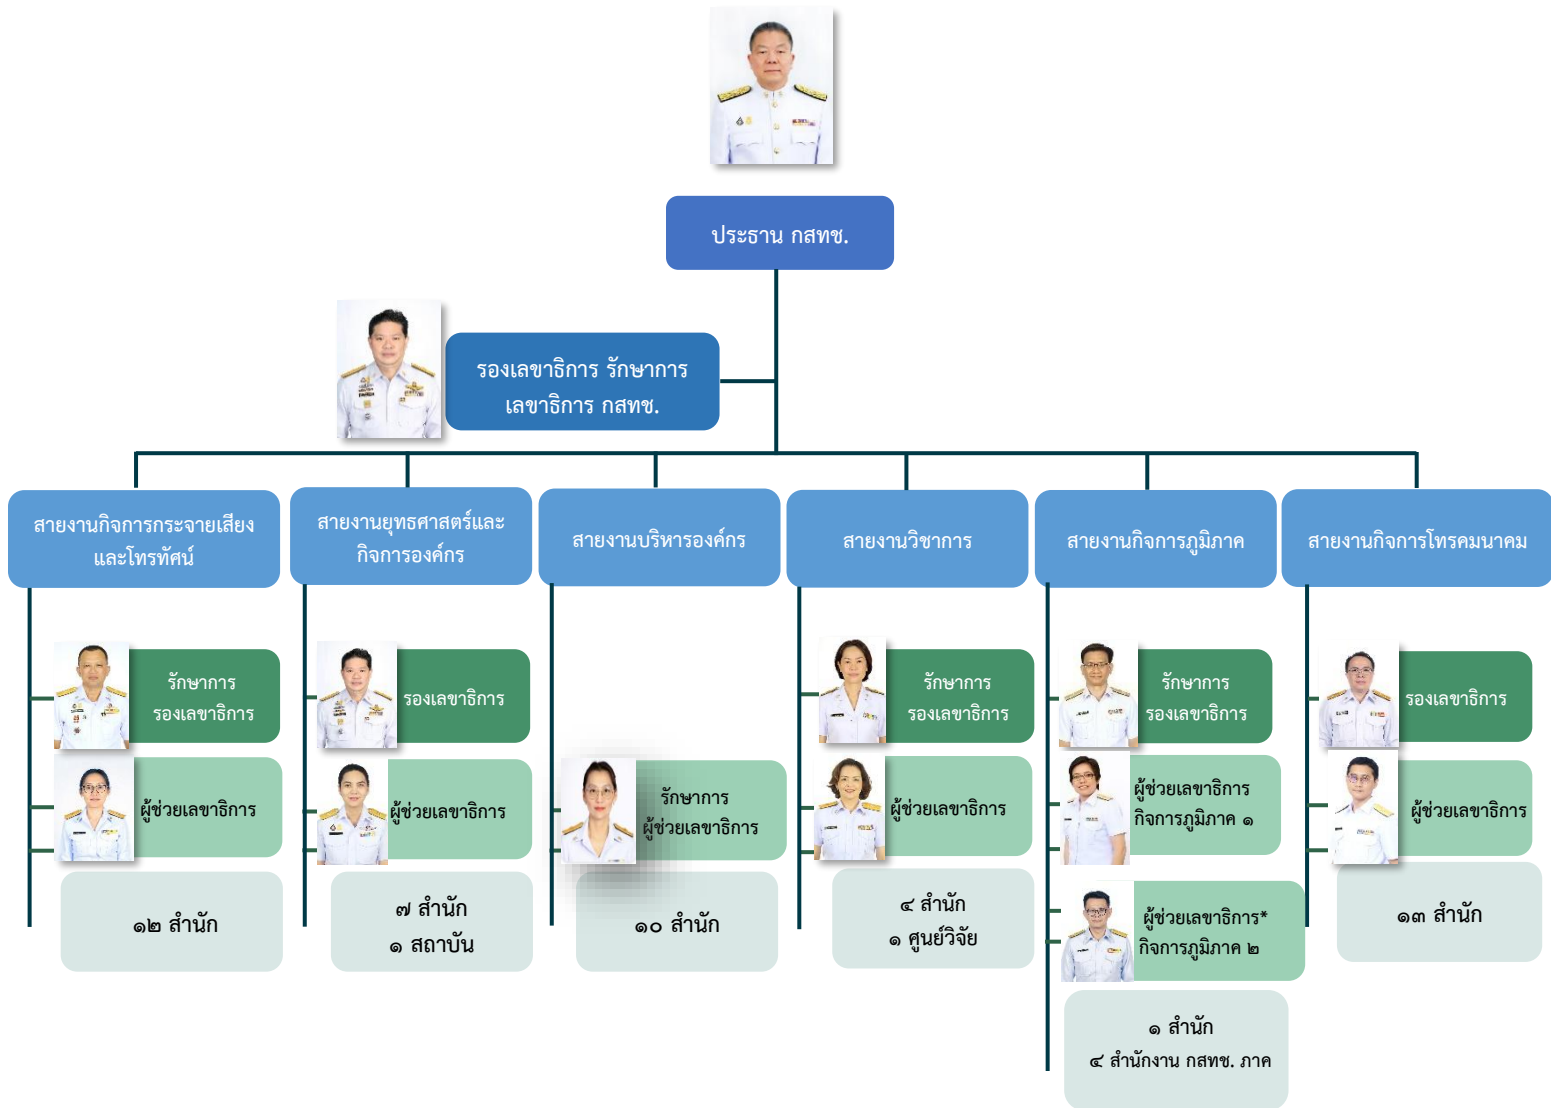 ประธาน กสทช.
รองเลขาธิการ รักษาการ
เลขาธิการ กสทช.
สายงานกิจการกระจายเสียง
และโทรทัศน์
สายงานยุทธศาสตร์และ
กิจการองค์กร
สายงานบริหารองค์กร
สายงานวิชาการ
สายงานกิจการภูมิภาค
สายงานกิจการโทรคมนาคม
รักษาการ
รองเลขาธิการ
รองเลขาธิการ
รักษาการ
รองเลขาธิการ
รักษาการ
รองเลขาธิการ
รองเลขาธิการ
ผู้ช่วยเลขาธิการ
ผู้ช่วยเลขาธิการ
รักษาการ
ผู้ช่วยเลขาธิการ
ผู้ช่วยเลขาธิการ
ผู้ช่วยเลขาธิการ
กิจการภูมิภาค ๑
ผู้ช่วยเลขาธิการ
๑๒ สำนัก
๗ สำนัก
๑ สถาบัน
๑๐ สำนัก
๔ สำนัก
๑ ศูนย์วิจัย
ผู้ช่วยเลขาธิการ*
กิจการภูมิภาค ๒
๑๓ สำนัก
๑ สำนัก
๔ สำนักงาน กสทช. ภาค